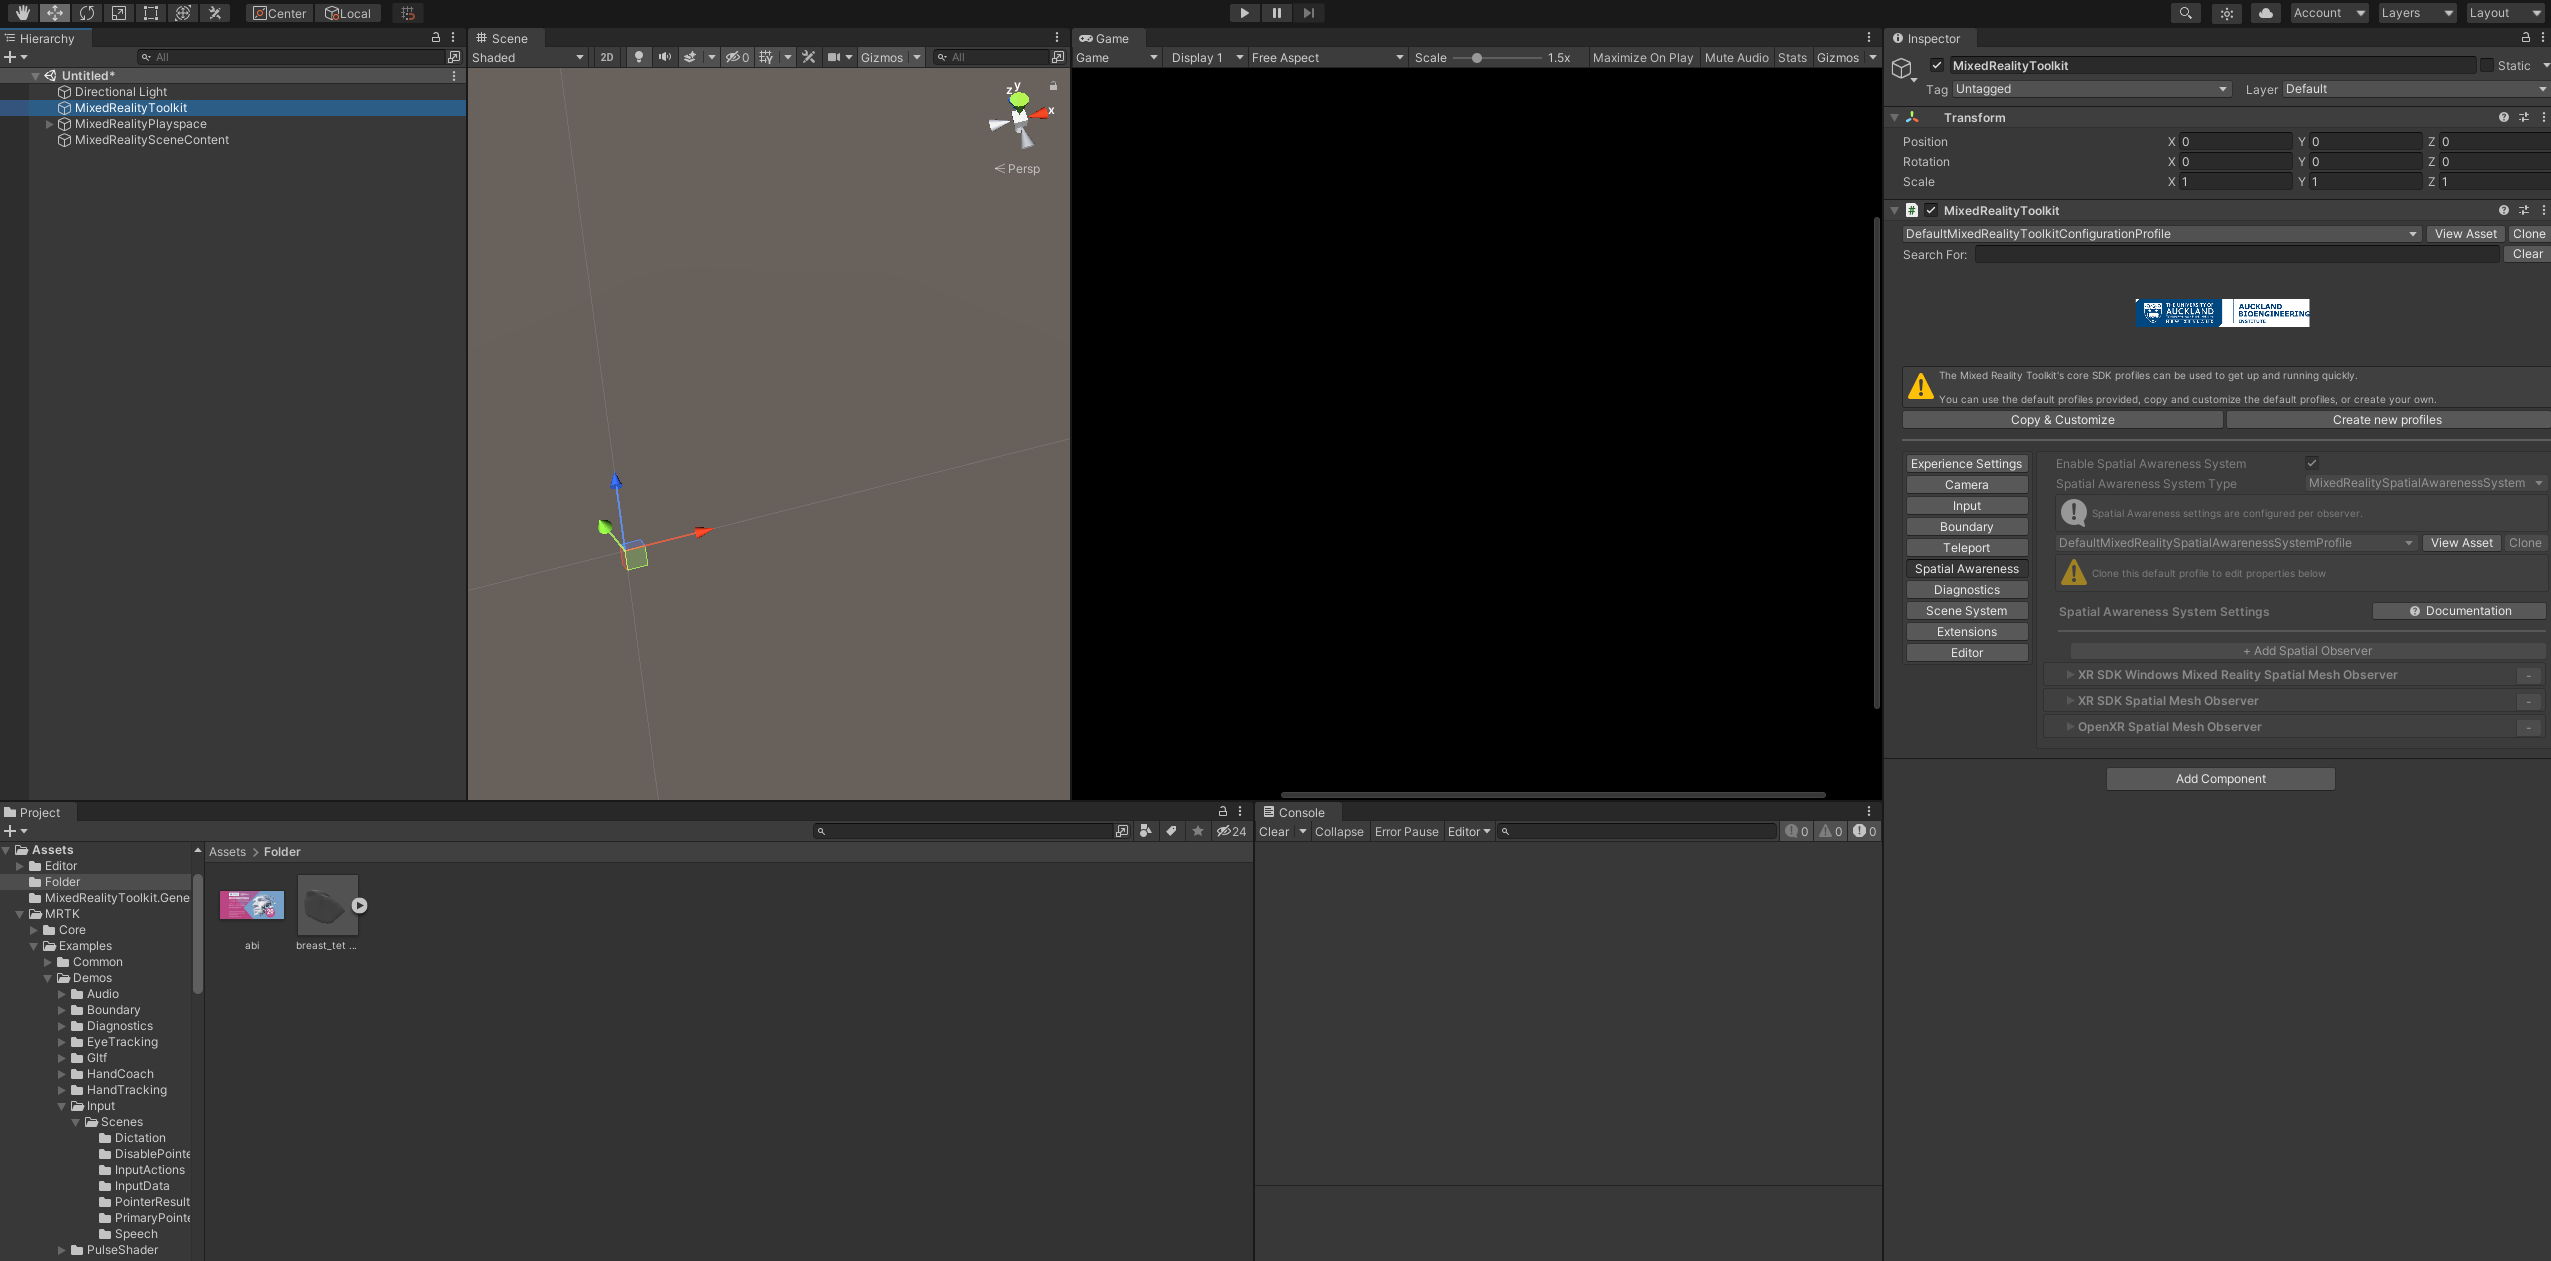 Center
Local
Account
Layers
Layout
Hierarchy
All
Untitled*
Directional Light
MixedRealityToolkit
MixedRealityPlayspace
MixedRealitySceneContent
Scene
Shaded
2D
0
Gizmos
All
y
z
x
Persp
Game
Game
Display 1
Free Aspect
Scale
1.5x
Maximize On Play
Mute Audio
Stats
Gizmos
Inspector
MixedRealityToolkit
Static
Tag
Untagged
Layer
Default
Transform
Position
X 0
Y 0
Z 0
Rotation
X 0
Y 0
Z 0
Scale
X 1
Y 1
Z 1
MixedRealityToolkit
DefaultMixedRealityToolkitConfigurationProfile
View Asset
Clone
Search For:
Clear
THE UNIVERSITY OF
AUCKLAND
NEW ZEALAND
AUCKLAND
BIOENGINEERING
INSTITUTE
The Mixed Reality Toolkit's core SDK profiles can be used to get up and running quickly.
You can use the default profiles provided, copy and customize the default profiles, or create your own.
Copy & Customize
Create new profiles
Experience Settings
Camera
Input
Boundary
Teleport
Spatial Awareness
Diagnostics
Scene System
Extensions
Editor
Enable Spatial Awareness System
Spatial Awareness System Type
MixedRealitySpatialAwarenessSystem
Spatial Awareness settings are configured per observer.
DefaultMixedRealitySpatialAwarenessSystemProfile
View Asset
Clone
Clone this default profile to edit properties below
Spatial Awareness System Settings
Documentation
+ Add Spatial Observer
XR SDK Windows Mixed Reality Spatial Mesh Observer
-
XR SDK Spatial Mesh Observer
-
OpenXR Spatial Mesh Observer
-
Add Component
Project
24
Assets
Editor
Folder
MixedRealityToolkit.Gene
MRTK
Core
Examples
Common
Demos
Audio
Boundary
Diagnostics
EyeTracking
Gltf
HandCoach
HandTracking
Input
Scenes
Dictation
DisablePointe
InputActions
InputData
PointerResult
PrimaryPointe
Speech
PulseShader
Assets > Folder
abi
breast_tet ...
Console
Clear
Collapse
Error Pause
Editor
0
0
0